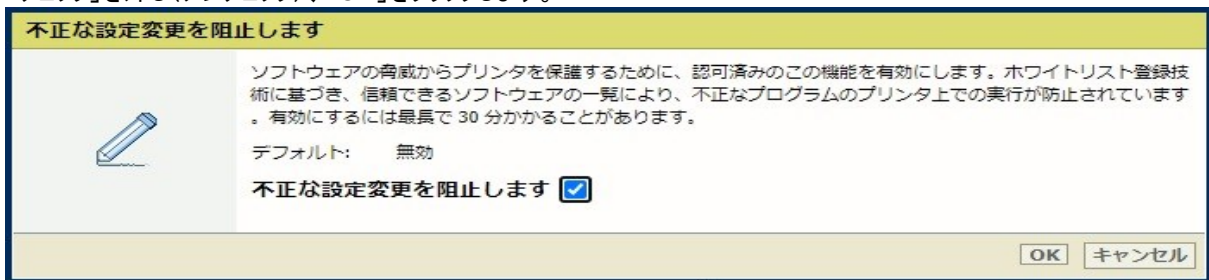 不正な設定変更を阻止します
ソフトウェアの脅威からプリンタを保護するために、認可済みのこの機能を有効にします。ホワイトリスト登録技
術に基づき、信頼できるソフトウェアの一覧により、不正なプログラムのプリンタ上での実行が防止されています
。有効にするには最長で 30 分かかることがあります。
デフォルト: 無効
不正な設定変更を阻止します
OK キャンセル